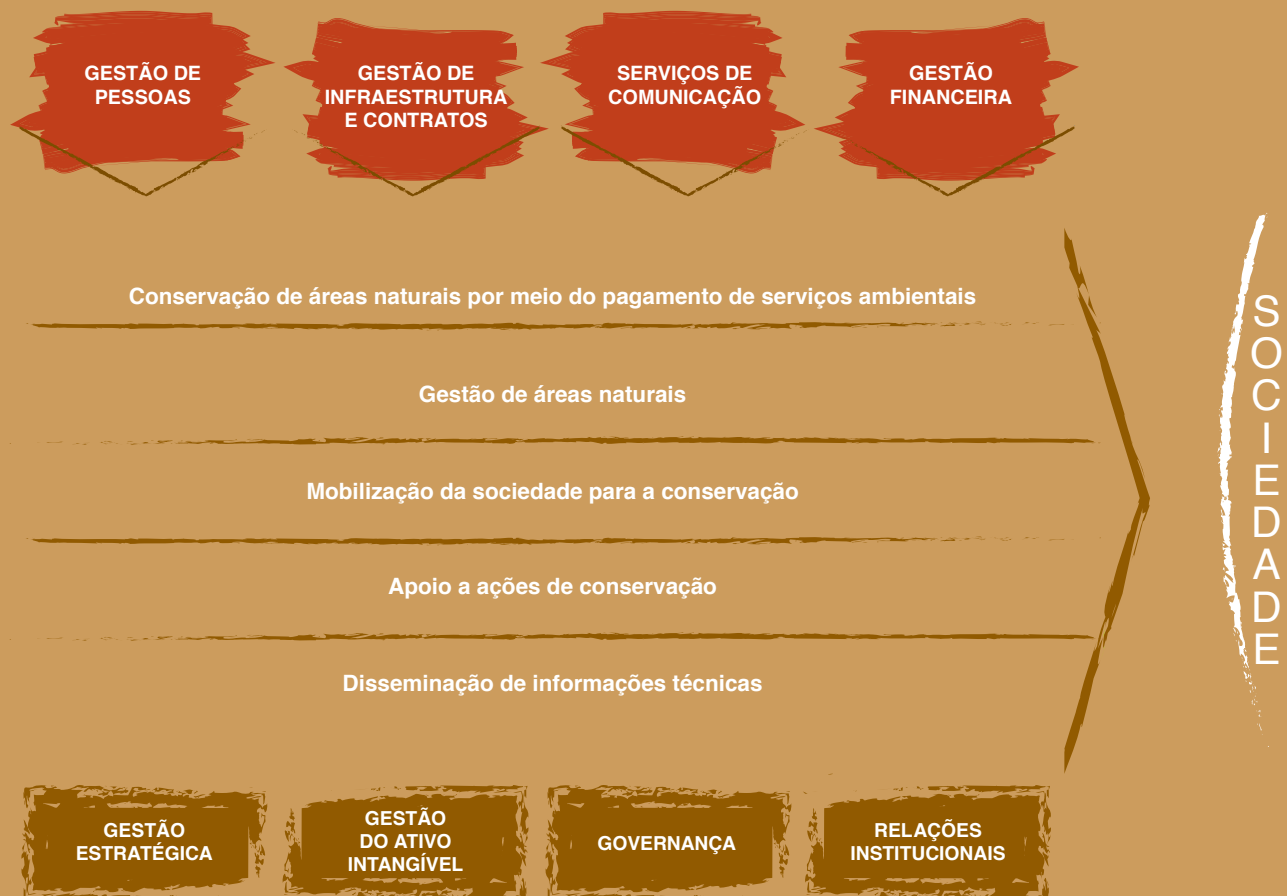 GESTÃO DE
PESSOAS
GESTÃO DE
INFRAESTRUTURA
E CONTRATOS
SERVIÇOS DE
COMUNICAÇÃO
GESTÃO
FINANCEIRA
Conservação de áreas naturais por meio do pagamento de serviços ambientais
Gestão de áreas naturais
Mobilização da sociedade para a conservação
Apoio a ações de conservação
Disseminação de informações técnicas
SOCIEDADE
GESTÃO
ESTRATÉGICA
GESTÃO
DO ATIVO
INTANGÍVEL
GOVERNANÇA
RELAÇÕES
INSTITUCIONAIS